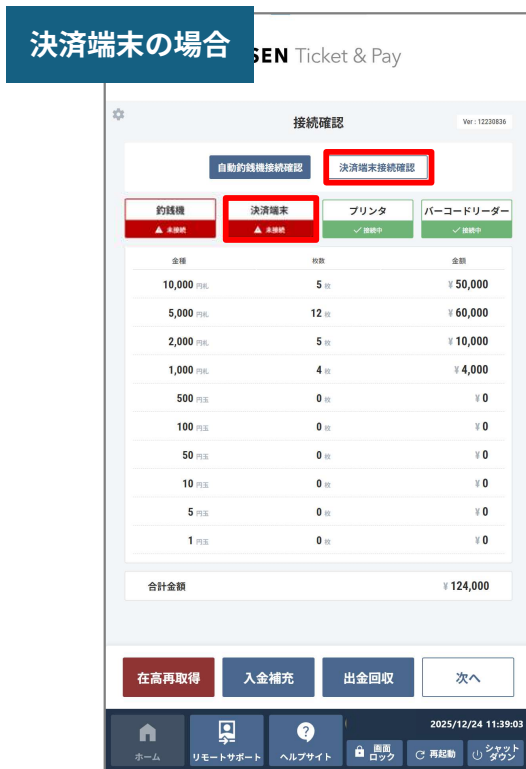 決済端末の場合
SEN Ticket & Pay
接続確認
Ver : 12230836
自動釣銭機接続確認 決済端末接続確認
釣銭機 決済端末 プリンタ バーコードリーダー
未接続 未接続 接続中 接続中
金種 枚数 金額
10,000 円札 5 枚 ¥ 50,000
5,000 円札 12 枚 ¥ 60,000
2,000 円札 5 枚 ¥ 10,000
1,000 円札 4 枚 ¥ 4,000
500 円玉 0 枚 ¥ 0
100 円玉 0 枚 ¥ 0
50 円玉 0 枚 ¥ 0
10 円玉 0 枚 ¥ 0
5 円玉 0 枚 ¥ 0
1 円玉 0 枚 ¥ 0
合計金額 ¥ 124,000
在高再取得 入金補充 出金回収 次へ
2025/12/24 11:39:03
ホーム リモートサポート ヘルプサイト 画面ロック 再起動 シャットダウン